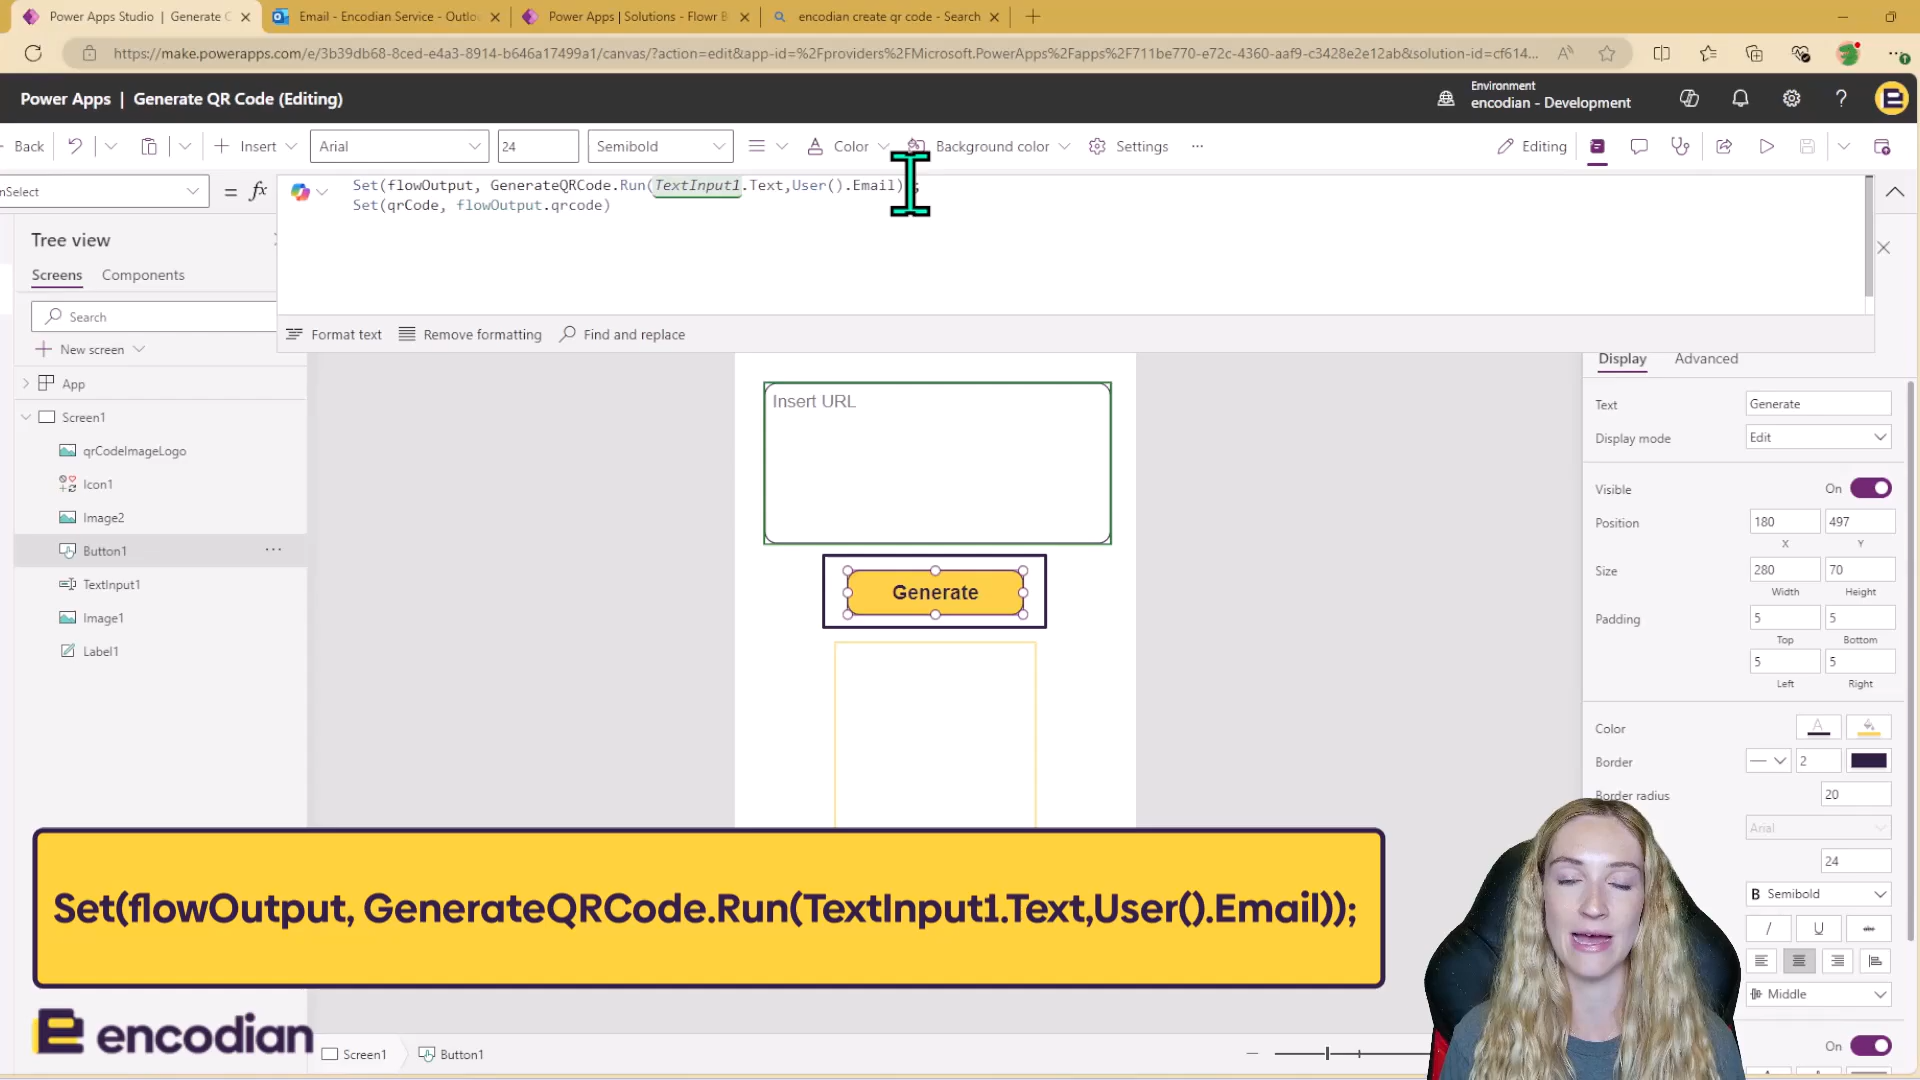 Power Apps Studio | Generate C
Email - Encodian Service - Outlo
Power Apps | Solutions - Flowr B
encodian create qr code - Search
https://make.powerapps.com/e/3b39db68-8ced-e4a3-8914-b646a17499a1/canvas/?action=edit&app-id=%2Fproviders%2FMicrosoft.PowerApps%2Fapps%2F711be770-e72c-4360-aaf9-c3428e2e12ab&solution-id=cf614...
Power Apps | Generate QR Code (Editing)
Environment
encodian - Development
Back
Insert
Arial
24
Semibold
Color
Background color
Settings
Editing
nSelect
= fx
Set(flowOutput, GenerateQRCode.Run(TextInput1.Text,User().Email));
Set(qrCode, flowOutput.qrcode)
Format text
Remove formatting
Find and replace
Tree view
Screens
Components
Search
New screen
App
Screen1
qrCodeImageLogo
Icon1
Image2
Button1
TextInput1
Image1
Label1
Insert URL
Generate
Display
Advanced
Text
Generate
Display mode
Edit
Visible
On
Position
180
497
X
Y
Size
280
70
Width
Height
Padding
5
5
Top
Bottom
5
5
Left
Right
Color
Border
2
Border radius
20
Arial
24
B Semibold
Middle
On
Set(flowOutput, GenerateQRCode.Run(TextInput1.Text,User().Email));
encodian
Screen1
Button1